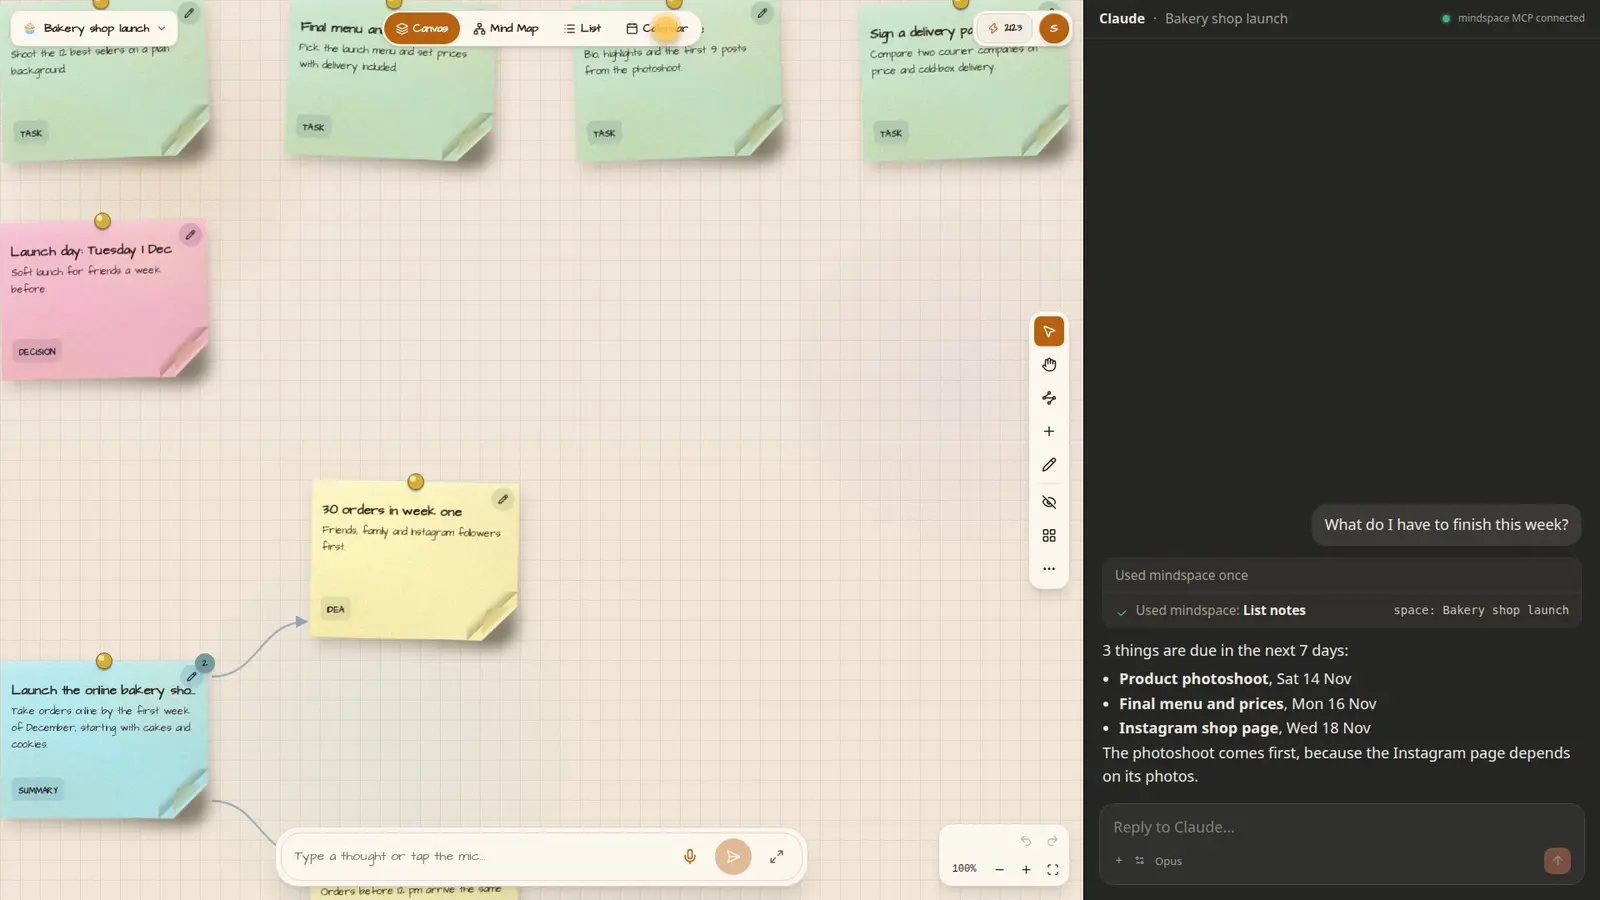 Bakery shop launch
Canvas
Mind Map
List
2123
S
Shoot the 12 best sellers on a plain
background.
TASK
Final menu an
Pick the launch menu and set prices
with delivery included.
TASK
Bio, highlights and the first 9 posts
from the photoshoot.
TASK
Sign a delivery pa
Compare two courier companies on
price and cold-box delivery.
TASK
Launch day: Tuesday 1 Dec
Soft launch for friends a week
before.
DECISION
30 orders in week one
Friends, family and Instagram followers
first.
IDEA
2
Launch the online bakery sho...
Take orders online by the first week
of December, starting with cakes and
cookies.
SUMMARY
Orders before 12 pm arrive the same
Type a thought or tap the mic...
100%
Claude · Bakery shop launch
mindspace MCP connected
What do I have to finish this week?
Used mindspace once
Used mindspace: List notes
space: Bakery shop launch
3 things are due in the next 7 days:
• Product photoshoot, Sat 14 Nov
• Final menu and prices, Mon 16 Nov
• Instagram shop page, Wed 18 Nov
The photoshoot comes first, because the Instagram page depends
on its photos.
Reply to Claude...
Opus